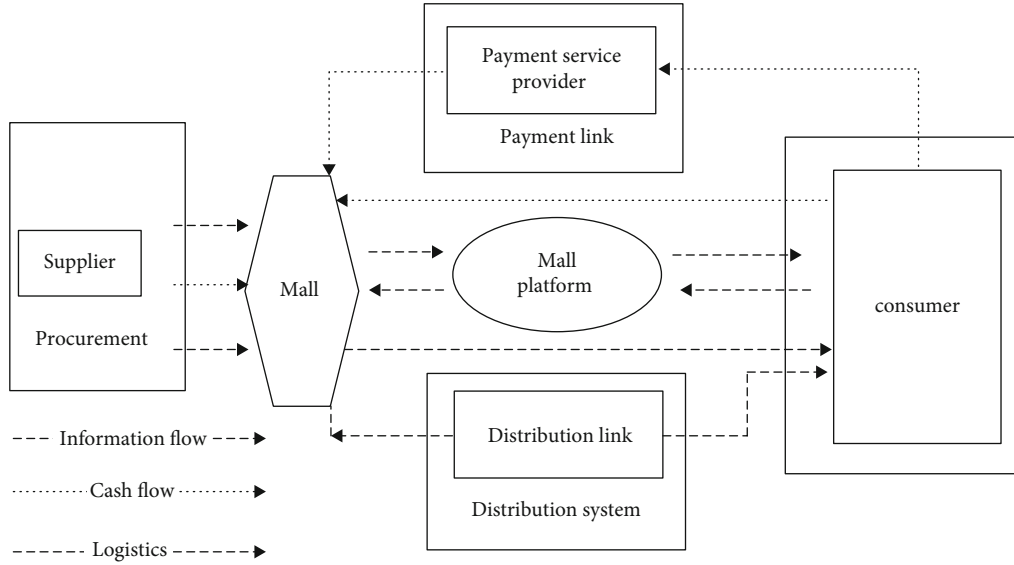 Payment service
provider
Payment link
Supplier
Procurement
Mall
Mall
platform
consumer
Distribution link
Distribution system
Information flow
Cash flow
Logistics